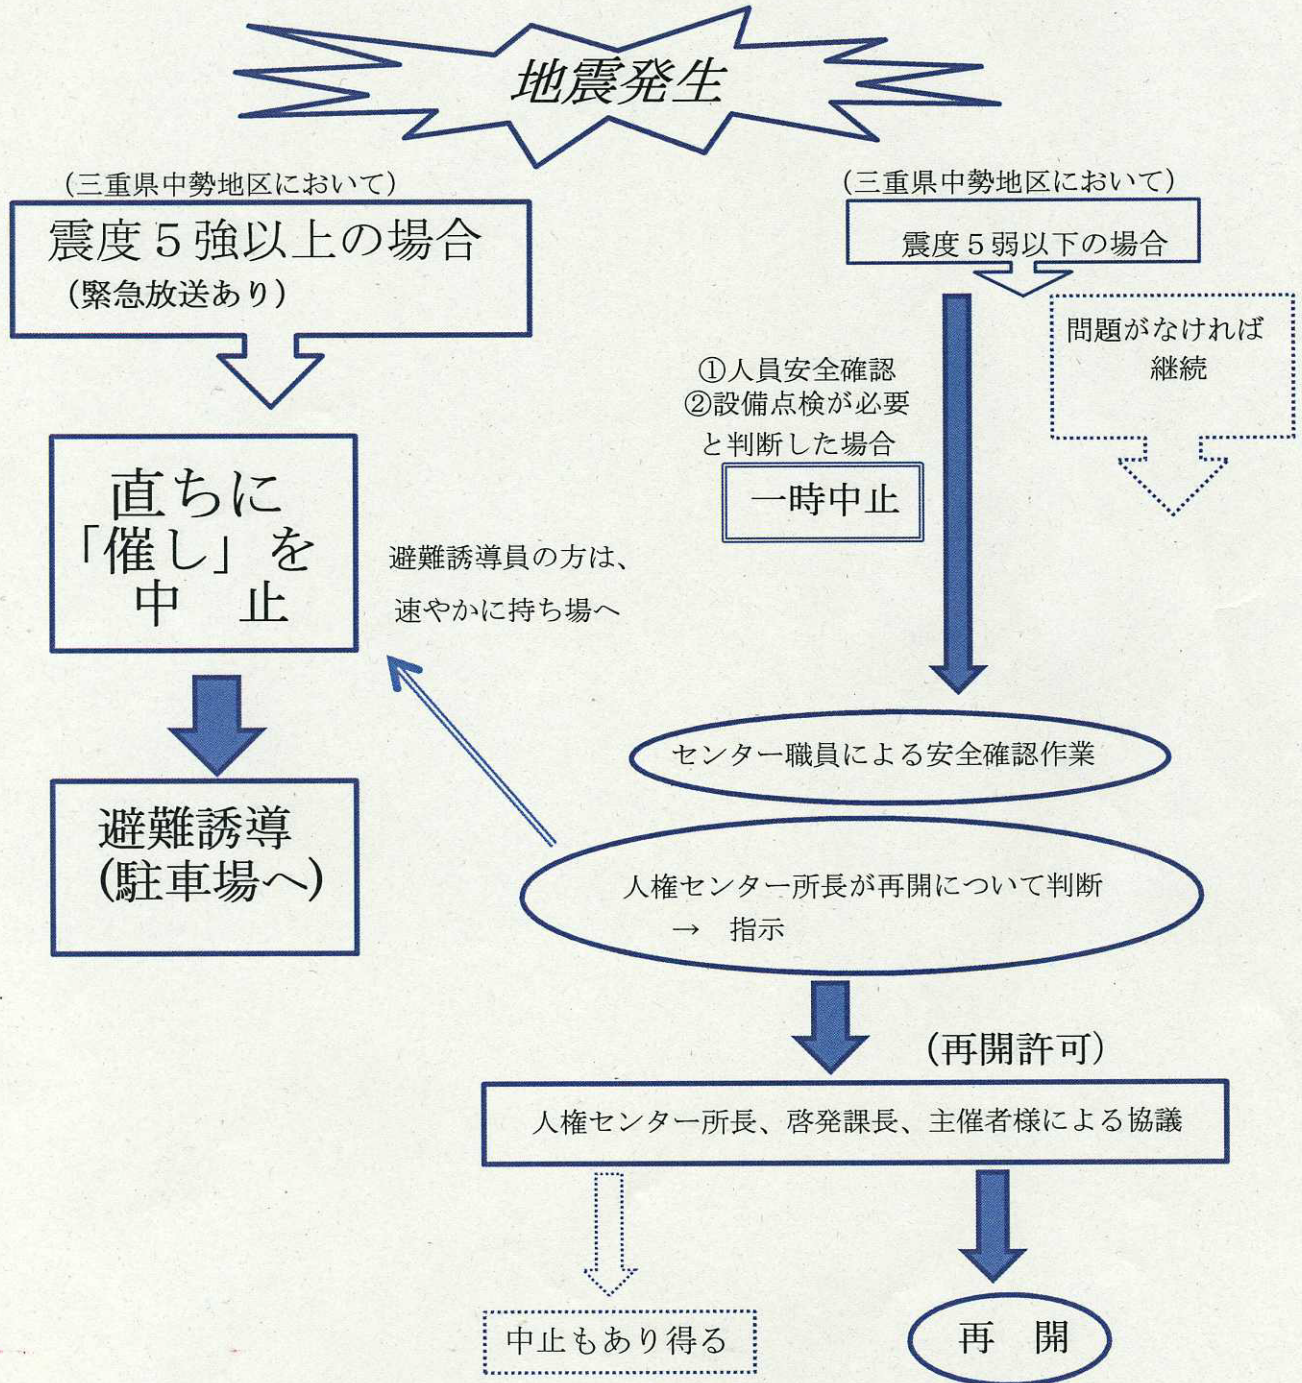 地震発生
(三重県中勢地区において)
震度５強以上の場合
(緊急放送あり)
直ちに
「催し」を
中　止
避難誘導員の方は、
速やかに持ち場へ
避難誘導
(駐車場へ)
(三重県中勢地区において)
震度５弱以下の場合
問題がなければ
継続
①人員安全確認
②設備点検が必要
と判断した場合
一時中止
センター職員による安全確認作業
人権センター所長が再開について判断
→　指示
(再開許可)
人権センター所長、啓発課長、主催者様による協議
中止もあり得る
再　開